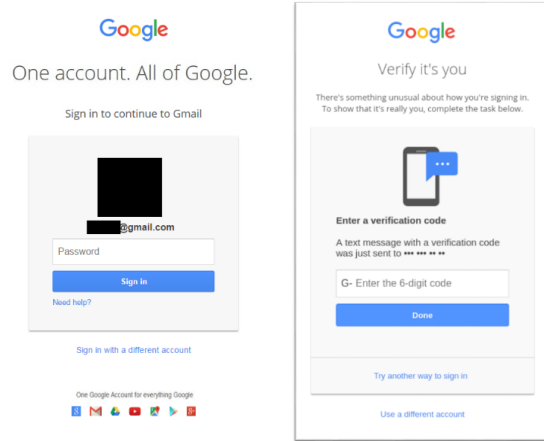 Google
One account. All of Google.
Sign in to continue to Gmail
@gmail.com
Password
Sign in
Need help?
Sign in with a different account
One Google Account for everything Google
Google
Verify it's you
There's something unusual about how you're signing in.
To show that it's really you, complete the task below.
Enter a verification code
A text message with a verification code
was just sent to ••• ••• •• ••
G- Enter the 6-digit code
Done
Try another way to sign in
Use a different account